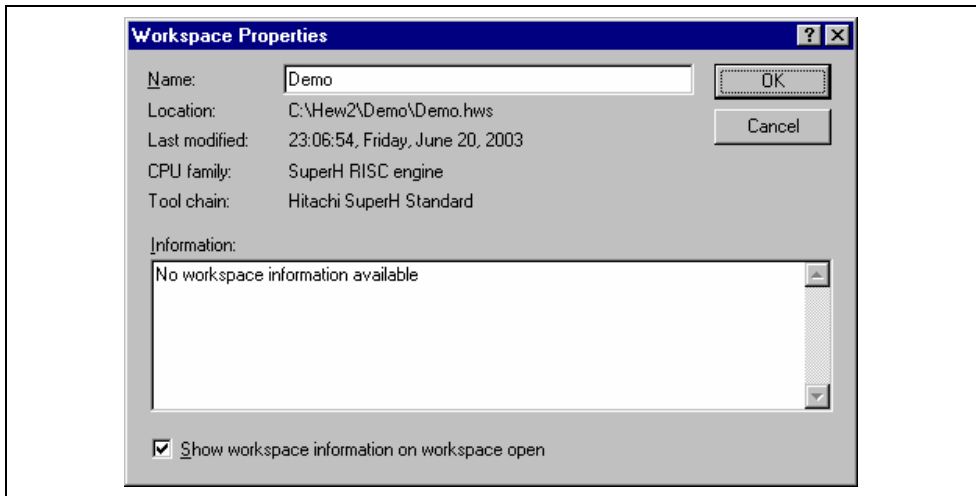 Workspace Properties
Name: Demo
OK
Location: C:\Hew2\Demo\Demo.hws
Last modified: 23:06:54, Friday, June 20, 2003
Cancel
CPU family: SuperH RISC engine
Tool chain: Hitachi SuperH Standard
Information:
No workspace information available
Show workspace information on workspace open